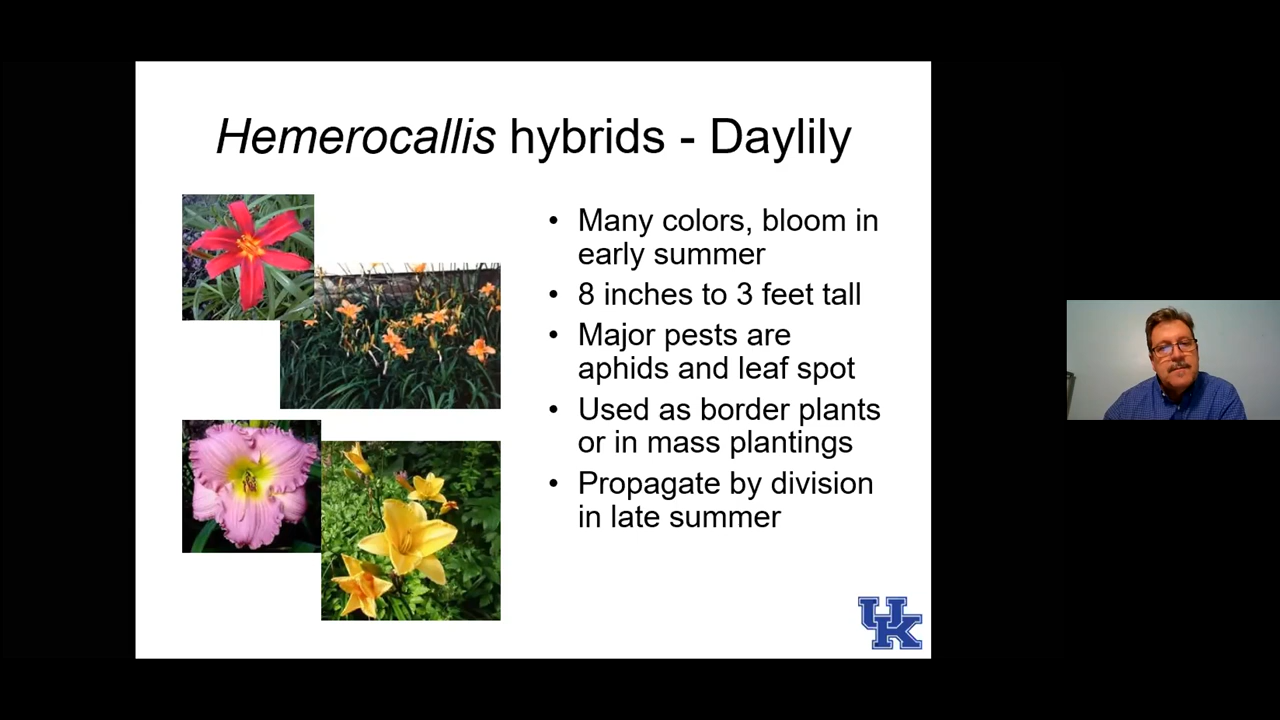 Hemerocallis hybrids - Daylily
• Many colors, bloom in
early summer
• 8 inches to 3 feet tall
• Major pests are
aphids and leaf spot
• Used as border plants
or in mass plantings
• Propagate by division
in late summer
UK